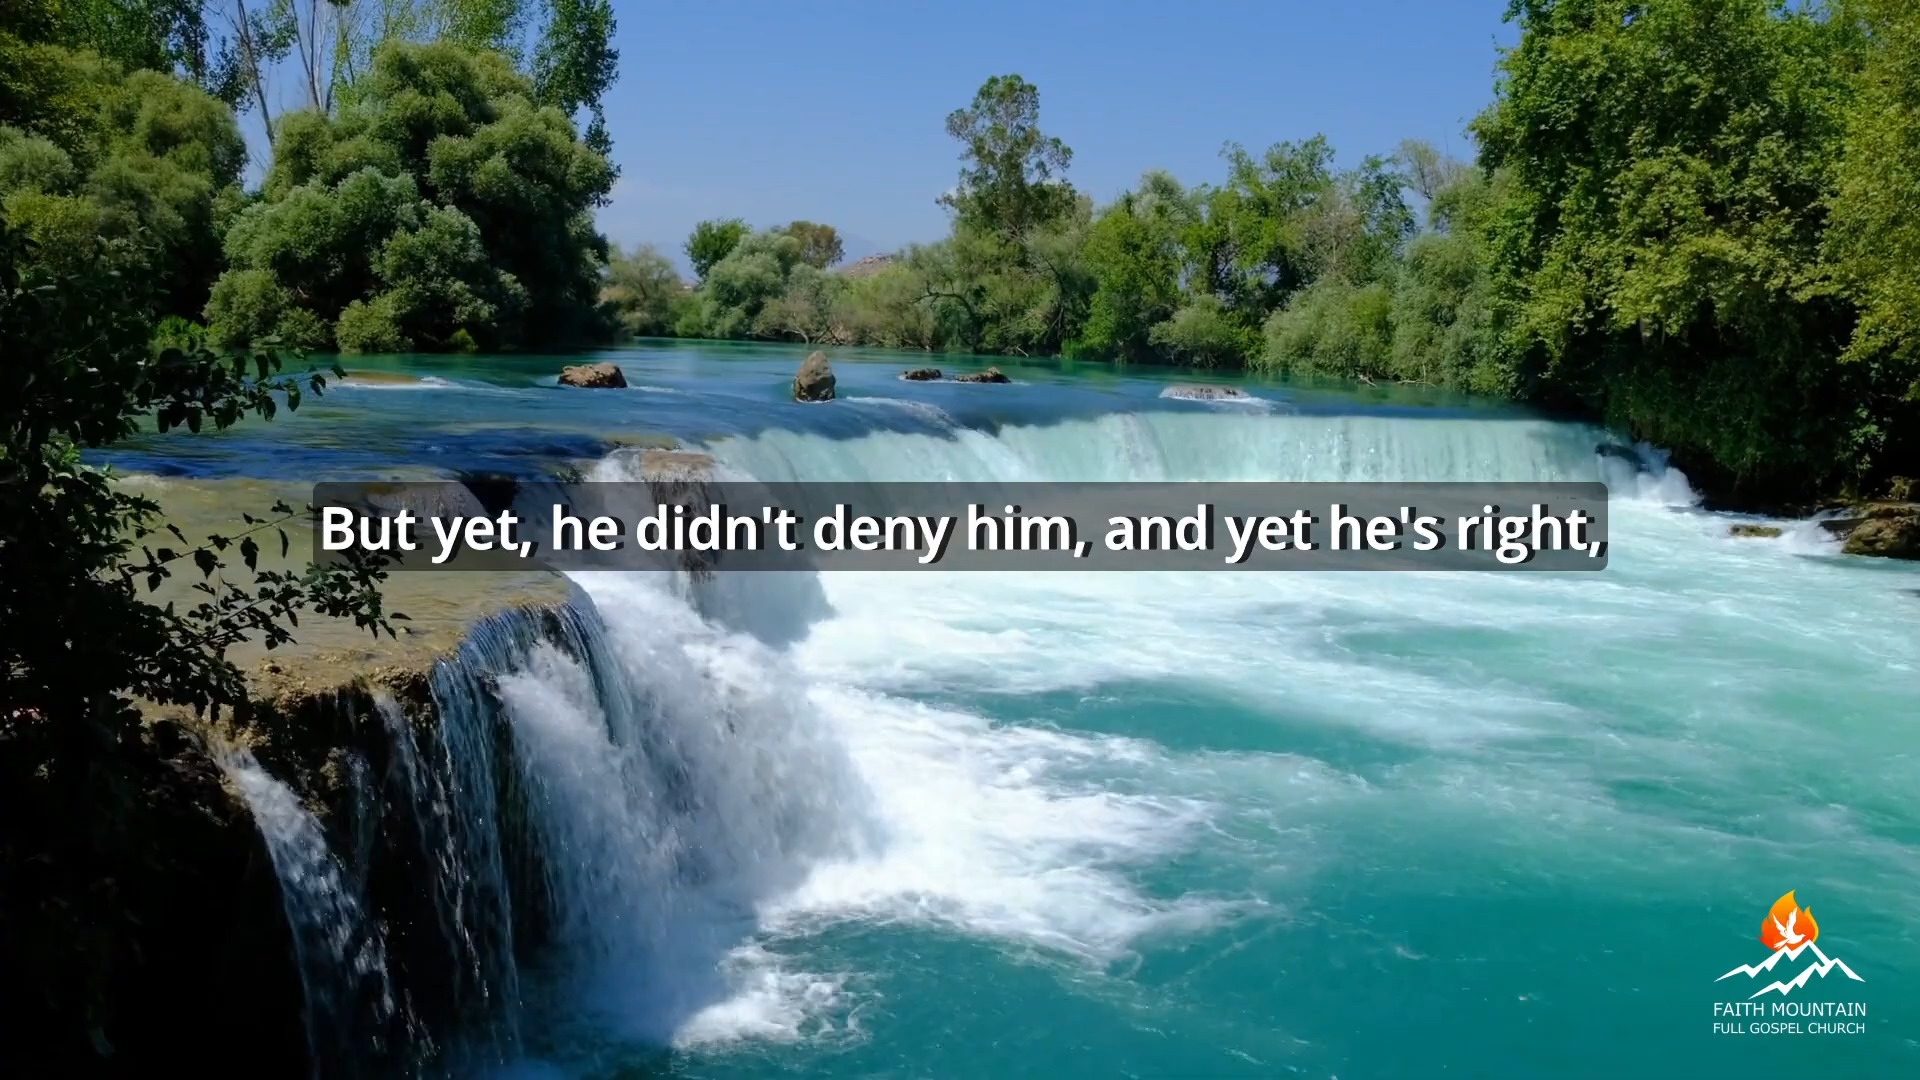 But yet, he didn't deny him, and yet he's right,
FAITH MOUNTAIN
FULL GOSPEL CHURCH